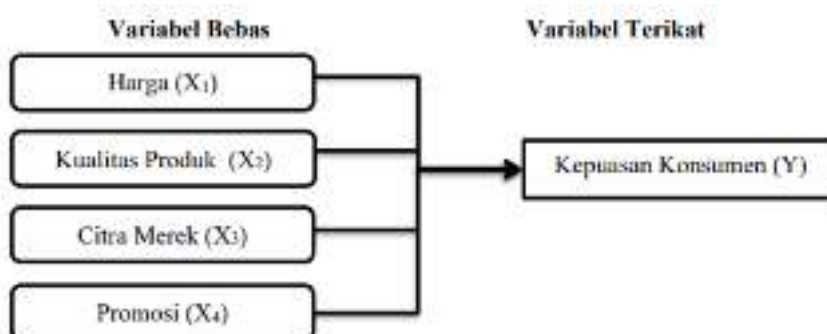 Variabel Bebas
Variabel Terikat
Harga (X₁)
Kualitas Produk (X₂)
Kepuasan Konsumen (Y)
Citra Merek (X₃)
Promosi (X₄)